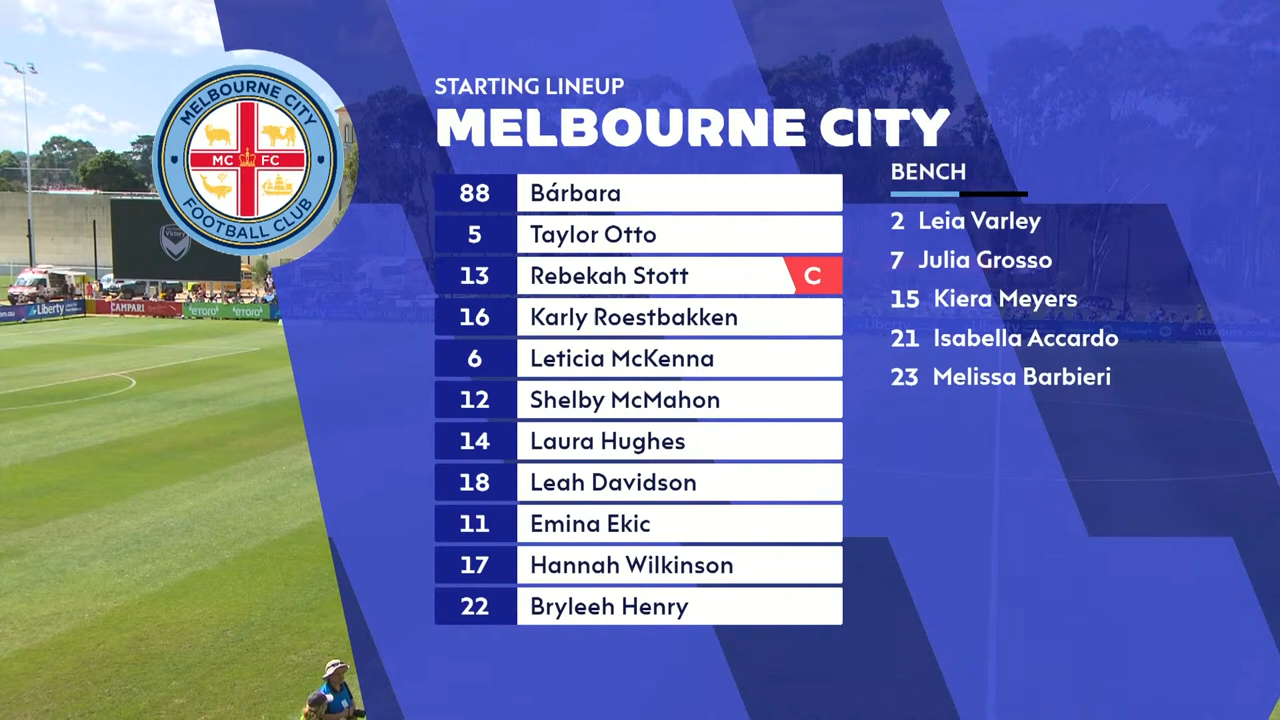 MELBOURNE CITY
MC FC
FOOTBALL CLUB
Victory
Liberty
CAMPARI
etoro
etoro
STARTING LINEUP
MELBOURNE CITY
88 Bárbara
5 Taylor Otto
13 Rebekah Stott C
16 Karly Roestbakken
6 Leticia McKenna
12 Shelby McMahon
14 Laura Hughes
18 Leah Davidson
11 Emina Ekic
17 Hannah Wilkinson
22 Bryleeh Henry
BENCH
2 Leia Varley
7 Julia Grosso
15 Kiera Meyers
21 Isabella Accardo
23 Melissa Barbieri